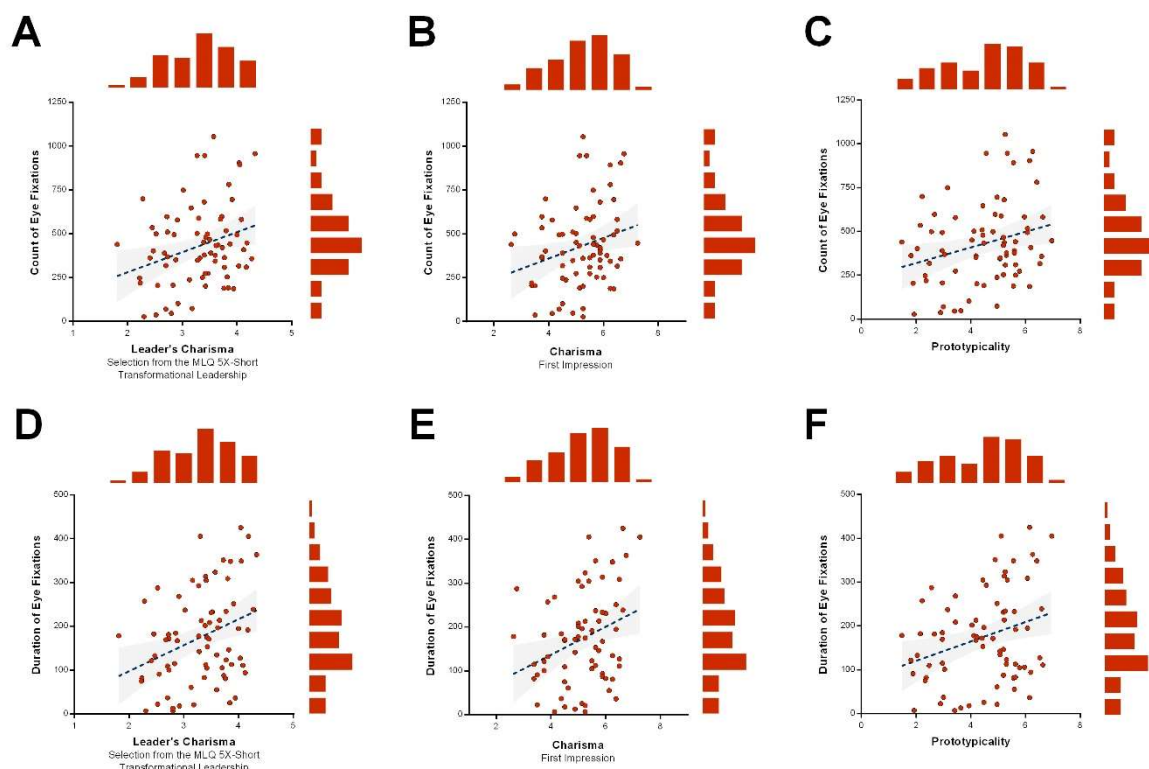 A
B
C
Count of Eye Fixations
1250
1000
750
500
250
0
1
2
3
4
5
Leader's Charisma
Selection from the MLQ 5X-Short
Transformational Leadership
Count of Eye Fixations
1250
1000
750
500
250
0
2
4
6
8
Charisma
First Impression
Count of Eye Fixations
1250
1000
750
500
250
0
0
2
4
6
8
Prototypicality
D
E
F
Duration of Eye Fixations
500
400
300
200
100
0
1
2
3
4
5
Leader's Charisma
Selection from the MLQ 5X-Short
Transformational Leadership
Duration of Eye Fixations
600
500
400
300
200
100
0
0
2
4
6
8
Charisma
First Impression
Duration of Eye Fixations
500
400
300
200
100
0
0
2
4
6
8
Prototypicality